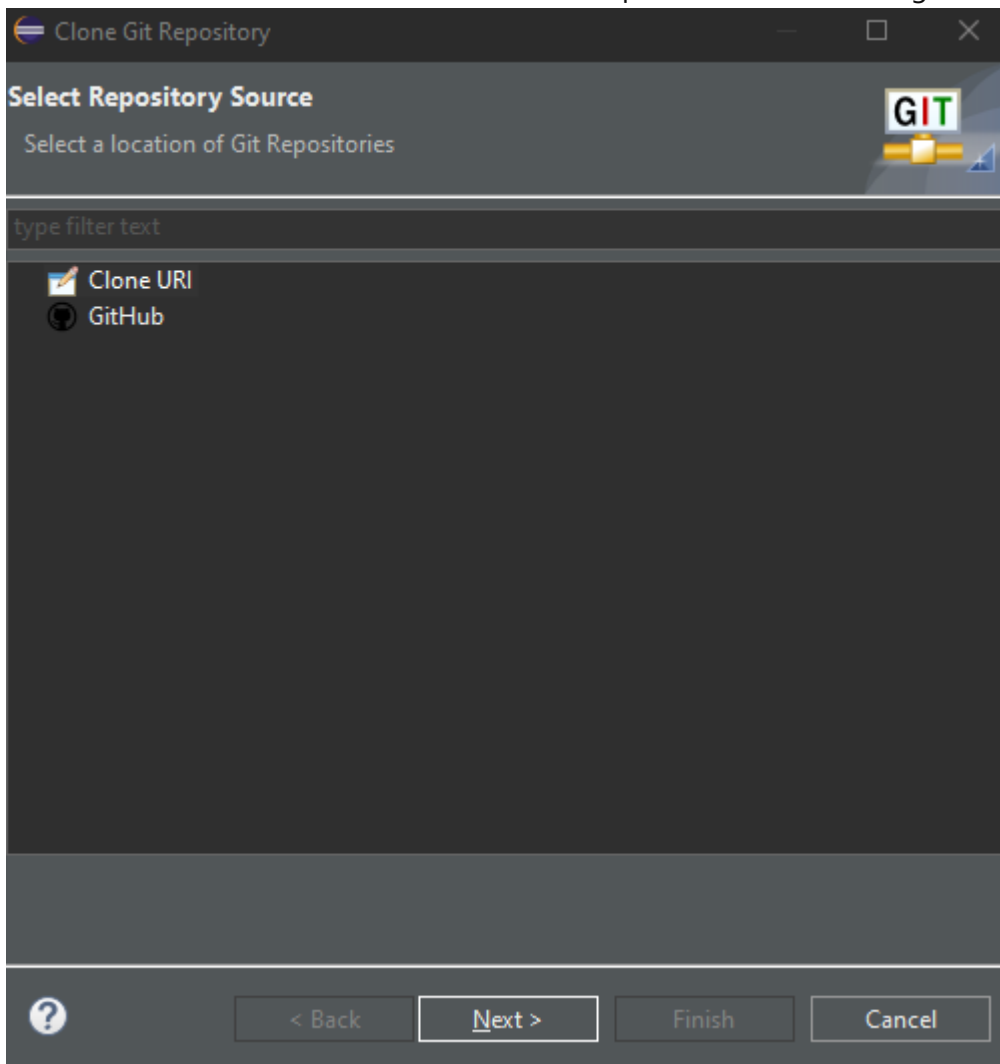 Clone Git Repository
Select Repository Source
GIT
Select a location of Git Repositories
type filter text
Clone URI
GitHub
?
< Back
Next >
Finish
Cancel